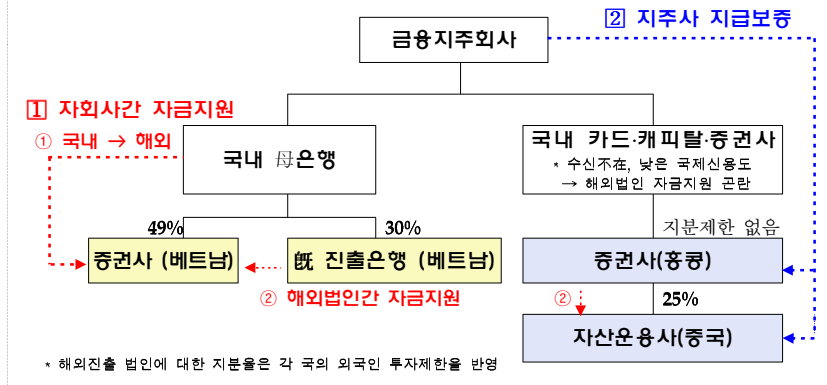 ② 지주사 지급보증
금융지주회사
① 자회사간 자금지원
① 국내 → 해외
국내 母은행
국내 카드·캐피탈·증권사
* 수신不在, 낮은 국제신용도
→ 해외법인 자금지원 곤란
49%
30%
지분제한 없음
증권사 (베트남)
旣 진출은행 (베트남)
증권사(홍콩)
② 해외법인간 자금지원
②
25%
자산운용사(중국)
* 해외진출 법인에 대한 지분율은 각 국의 외국인 투자제한을 반영